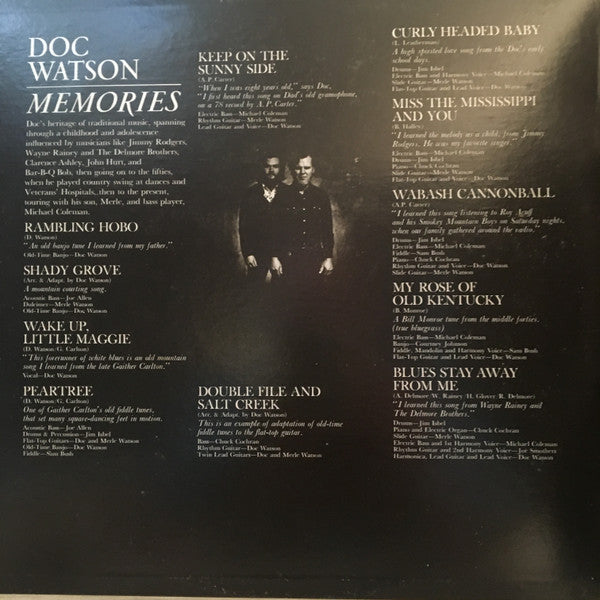 DOC
WATSON
MEMORIES
Doc's heritage of traditional music, spanning
through a childhood and adolescence
influenced by musicians like Jimmy Rodgers,
Wayne Rainey and The Delmore Brothers,
Clarence Ashley, John Hurt, and
Bar-B-Q Bob, then going on to the fifties,
when he played country swing at dances and
Veterans' Hospitals, then to the present,
touring with his son, Merle, and bass player,
Michael Coleman.
RAMBLING HOBO
(D. Watson)
"An old banjo tune I learned from my father."
Old-Time Banjo—Doc Watson
SHADY GROVE
(Arr. & Adapt. by Doc Watson)
A mountain courting song.
Acoustic Bass—Joe Allen
Dulcimer—Merle Watson
Old-Time Banjo—Doc Watson
WAKE UP,
LITTLE MAGGIE
(D. Watson/G. Carlton)
"This forerunner of white blues is an old mountain
song I learned from the late Gaither Carlton."
Vocal—Doc Watson
PEARTREE
(D. Watson/G. Carlton)
One of Gaither Carlton's old fiddle tunes,
that set many square-dancing feet in motion.
Acoustic Bass—Joe Allen
Drums & Percussion—Jim Isbel
Flat-Top Guitars—Doc and Merle Watson
Old-Time Banjo—Doc Watson
Fiddle—Sam Bush
KEEP ON THE
SUNNY SIDE
(A.P. Carter)
"When I was eight years old," says Doc,
"I first heard this song on Dad's old gramophone,
on a 78 record by A.P. Carter."
Electric Bass—Michael Coleman
Rhythm Guitar—Merle Watson
Lead Guitar and Lead Voice—Doc Watson
DOUBLE FILE AND
SALT CREEK
(Arr. & Adapt. by Doc Watson)
This is an example of adaptation of old-time
fiddle tunes to the flat-top guitar.
Bass—Chuck Cochran
Rhythm Guitar—Doc Watson
Twin Lead Guitars—Doc and Merle Watson
CURLY HEADED BABY
(L. Leatherman)
A high spirited love song from the Doc's early
school days.
Drums—Jim Isbel
Electric Bass and Harmony Voice—Michael Coleman
Slide Guitar—Merle Watson
Flat-Top Guitar and Lead Voice—Doc Watson
MISS THE MISSISSIPPI
AND YOU
(B. Halley)
"I learned the melody as a child, from Jimmy
Rodgers. He was my favorite singer."
Electric Bass—Michael Coleman
Drums—Jim Isbel
Piano—Chuck Cochran
Slide Guitar—Merle Watson
Flat-Top Guitar and Lead Voice—Doc Watson
WABASH CANNONBALL
(A.P. Carter)
"I learned this song listening to Roy Acuff
and his Smokey Mountain Boys on Saturday nights,
when our family gathered around the radio."
Drums—Jim Isbel
Electric Bass—Michael Coleman
Fiddle—Sam Bush
Piano—Chuck Cochran
Rhythm Guitar and Lead Voice—Doc Watson
Slide Guitar—Merle Watson
MY ROSE OF
OLD KENTUCKY
(B. Monroe)
A Bill Monroe tune from the middle forties.
(true bluegrass)
Electric Bass—Michael Coleman
Banjo—Courtney Johnson
Fiddle, Mandolin and Harmony Voice—Sam Bush
Flat-Top Guitar and Lead Voice—Doc Watson
BLUES STAY AWAY
FROM ME
(A. Delmore/W. Rainey/H. Glover/R. Delmore)
"I learned this song from Wayne Rainey and
The Delmore Brothers."
Drums—Jim Isbel
Piano and Electric Organ—Chuck Cochran
Slide Guitar—Merle Watson
Electric Bass and 1st Harmony Voice—Michael Coleman
Rhythm Guitar and 2nd Harmony Voice—Joe Smothers
Harmonica, Lead Guitar and Lead Voice—Doc Watson